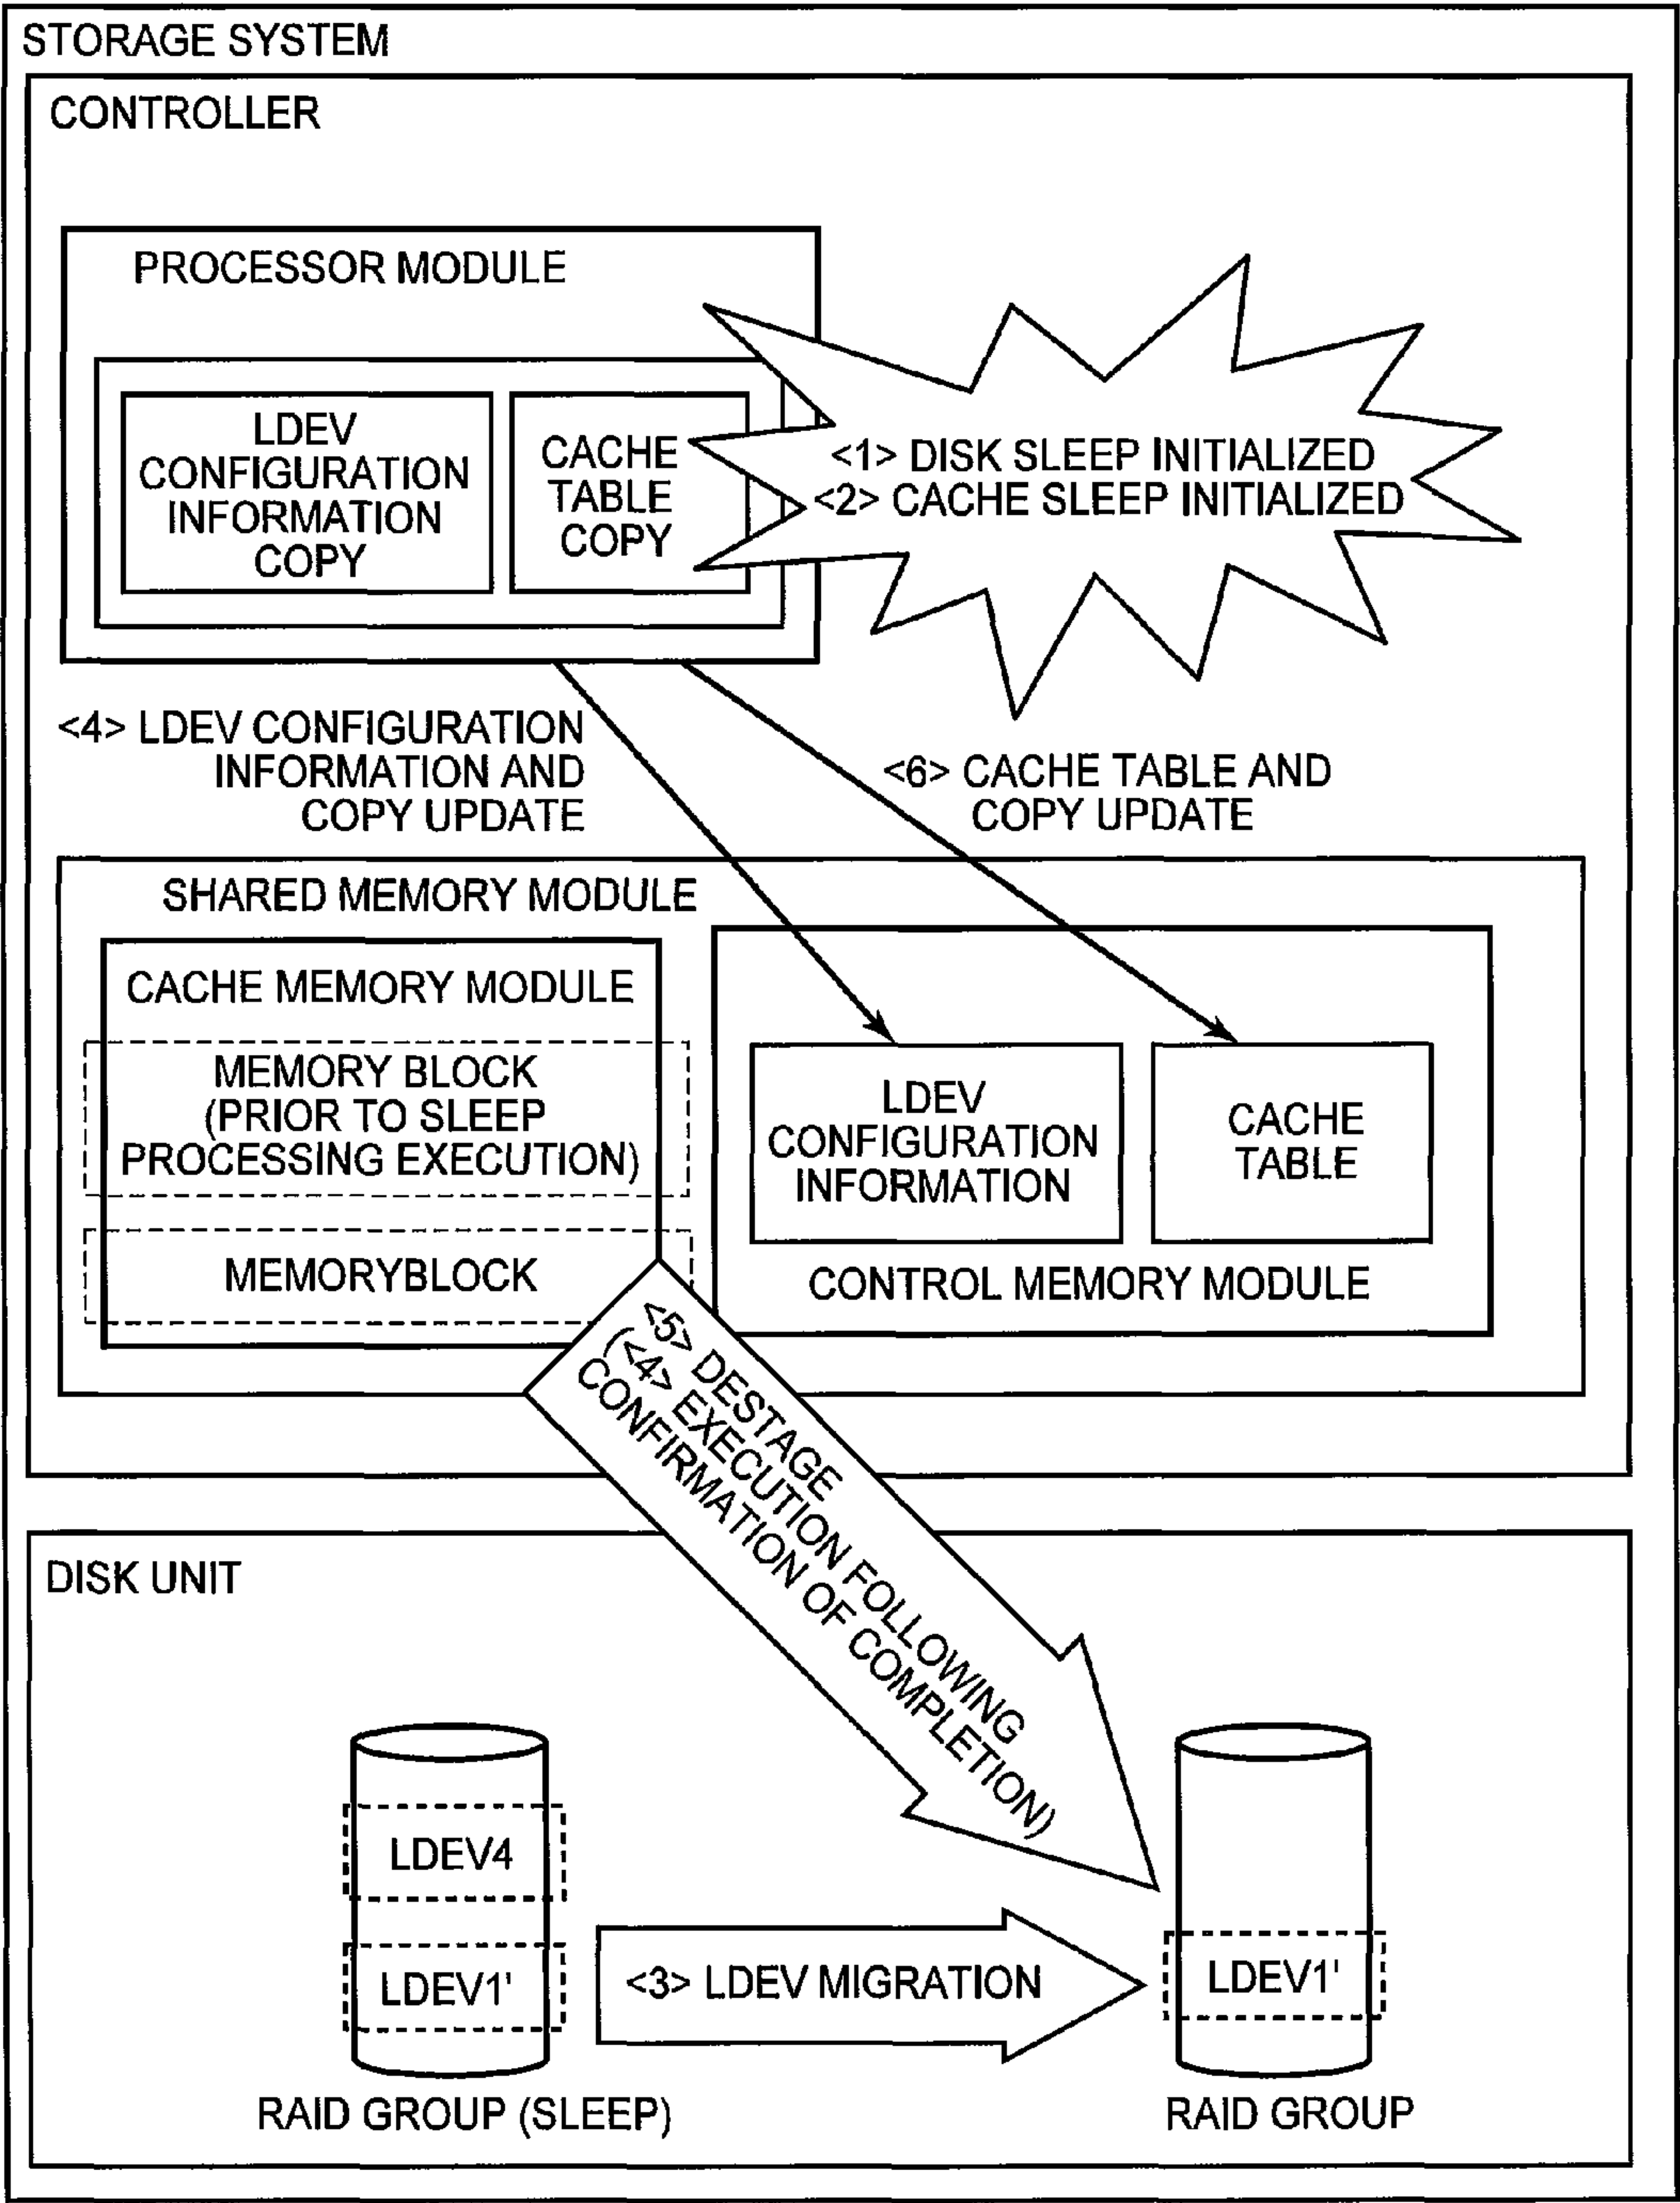 STORAGE SYSTEM
CONTROLLER
PROCESSOR MODULE
LDEV
CONFIGURATION
INFORMATION
COPY
CACHE
TABLE
COPY
<1> DISK SLEEP INITIALIZED
<2> CACHE SLEEP INITIALIZED
<4> LDEV CONFIGURATION
INFORMATION AND
COPY UPDATE
<6> CACHE TABLE AND
COPY UPDATE
SHARED MEMORY MODULE
CACHE MEMORY MODULE
MEMORY BLOCK
(PRIOR TO SLEEP
PROCESSING EXECUTION)
MEMORYBLOCK
LDEV
CONFIGURATION
INFORMATION
CACHE
TABLE
CONTROL MEMORY MODULE
<5> DESTAGE
(<4> EXECUTION FOLLOWING
CONFIRMATION OF COMPLETION)
DISK UNIT
LDEV4
LDEV1'
<3> LDEV MIGRATION
LDEV1'
RAID GROUP (SLEEP)
RAID GROUP